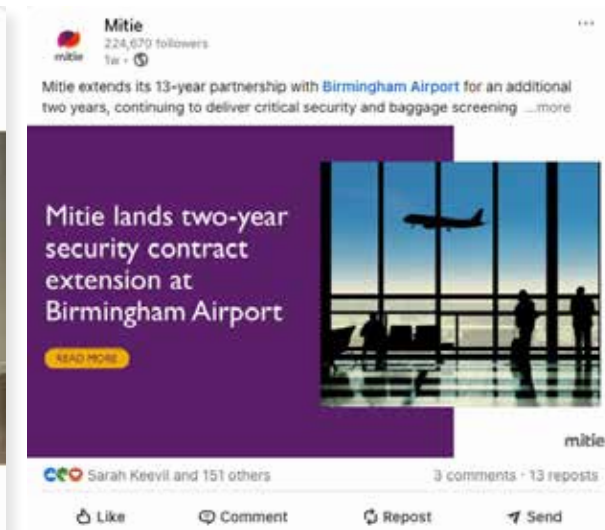 Mitie
224,670 followers
mitie
1w •
Mitie extends its 13-year partnership with Birmingham Airport for an additional
two years, continuing to deliver critical security and baggage screening ...more
Mitie lands two-year
security contract
extension at
Birmingham Airport
READ MORE
mitie
Sarah Keevil and 151 others
3 comments · 13 reposts
Like
Comment
Repost
Send